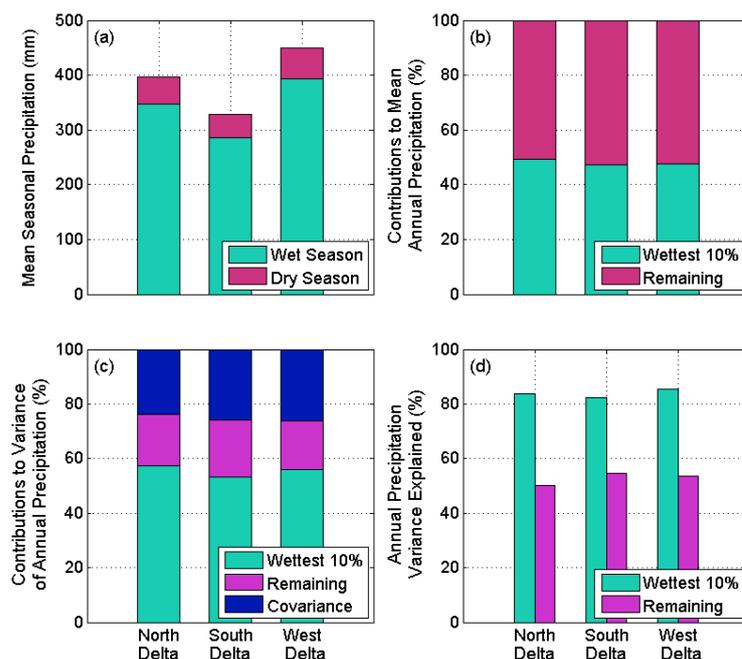 (a)
Mean Seasonal Precipitation (mm)
500
400
300
200
100
0
Wet Season
Dry Season
(b)
Contributions to Mean
Annual Precipitation (%)
100
80
60
40
20
0
Wettest 10%
Remaining
(c)
Contributions to Variance
of Annual Precipitation (%)
100
80
60
40
20
0
Wettest 10%
Remaining
Covariance
North
Delta
South
Delta
West
Delta
(d)
Annual Precipitation
Variance Explained (%)
100
80
60
40
20
0
Wettest 10%
Remaining
North
Delta
South
Delta
West
Delta